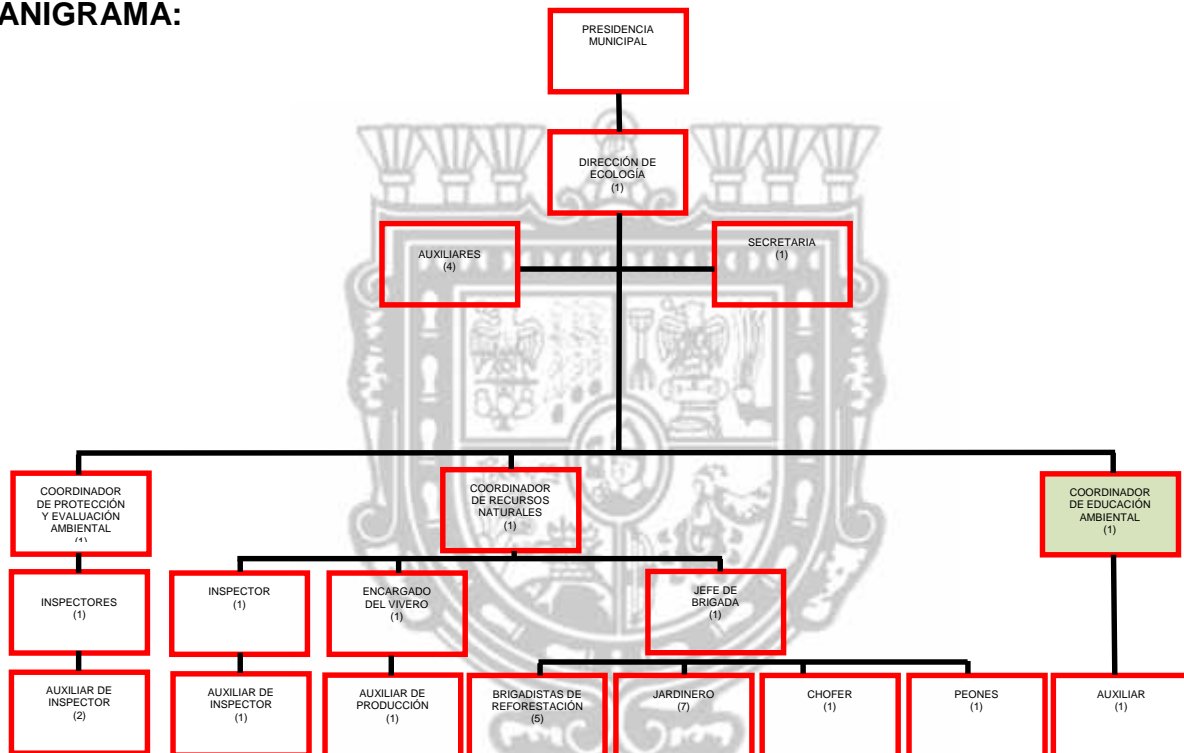 ANIGRAMA:
PRESIDENCIA
MUNICIPAL
DIRECCIÓN DE
ECOLOGÍA
(1)
AUXILIARES
(4)
SECRETARIA
(1)
COORDINADOR
DE PROTECCIÓN
Y EVALUACIÓN
AMBIENTAL
(1)
COORDINADOR
DE RECURSOS
NATURALES
(1)
COORDINADOR
DE EDUCACIÓN
AMBIENTAL
(1)
INSPECTORES
(1)
INSPECTOR
(1)
ENCARGADO
DEL VIVERO
(1)
JEFE DE
BRIGADA
(1)
AUXILIAR DE
INSPECTOR
(2)
AUXILIAR DE
INSPECTOR
(1)
AUXILIAR DE
PRODUCCIÓN
(1)
BRIGADISTAS DE
REFORESTACIÓN
(5)
JARDINERO
(7)
CHOFER
(1)
PEONES
(1)
AUXILIAR
(1)